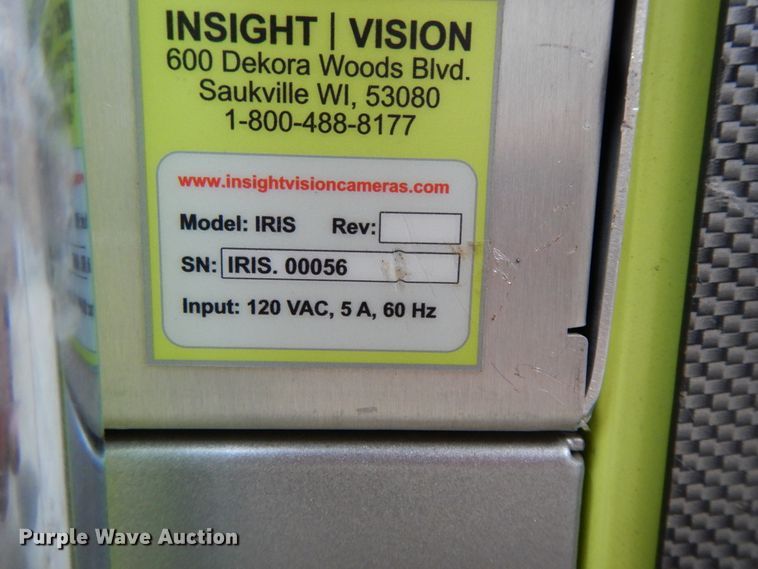 INSIGHT | VISION
600 Dekora Woods Blvd.
Saukville WI, 53080
1-800-488-8177
www.insightvisioncameras.com
Model: IRIS Rev:
SN: IRIS. 00056
Input: 120 VAC, 5 A, 60 Hz
Purple Wave Auction